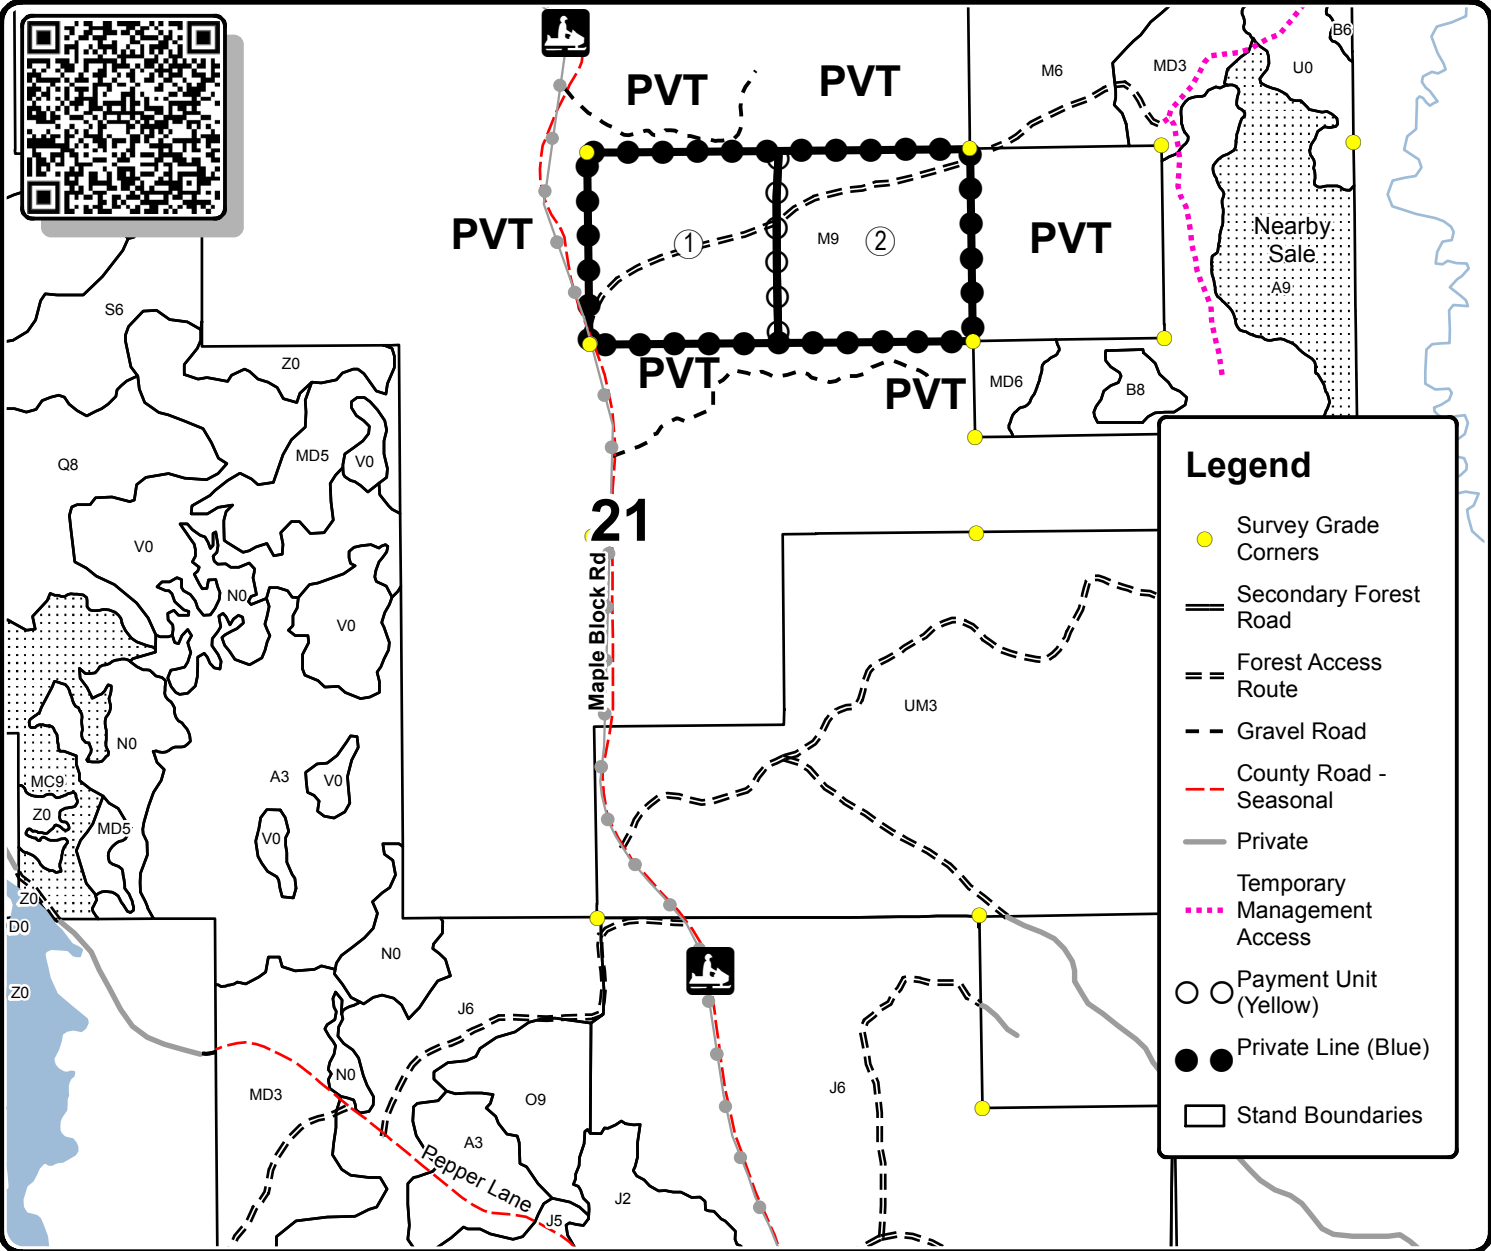 B6
M6
MD3
U0
PVT
PVT
PVT
PVT
Nearby
Sale
A9
1
M9
2
S6
Z0
PVT
PVT
MD6
B8
Q8
MD5
V0
V0
N0
V0
21
Maple Block Rd
UM3
N0
MC9
Z0
MD5
A3
V0
V0
Z0
D0
Z0
N0
J6
N0
MD3
O9
A3
Pepper Lane
J5
J2
J6
Legend
Survey Grade
Corners
Secondary Forest
Road
Forest Access
Route
Gravel Road
County Road -
Seasonal
Private
Temporary
Management
Access
Payment Unit
(Yellow)
Private Line (Blue)
Stand Boundaries